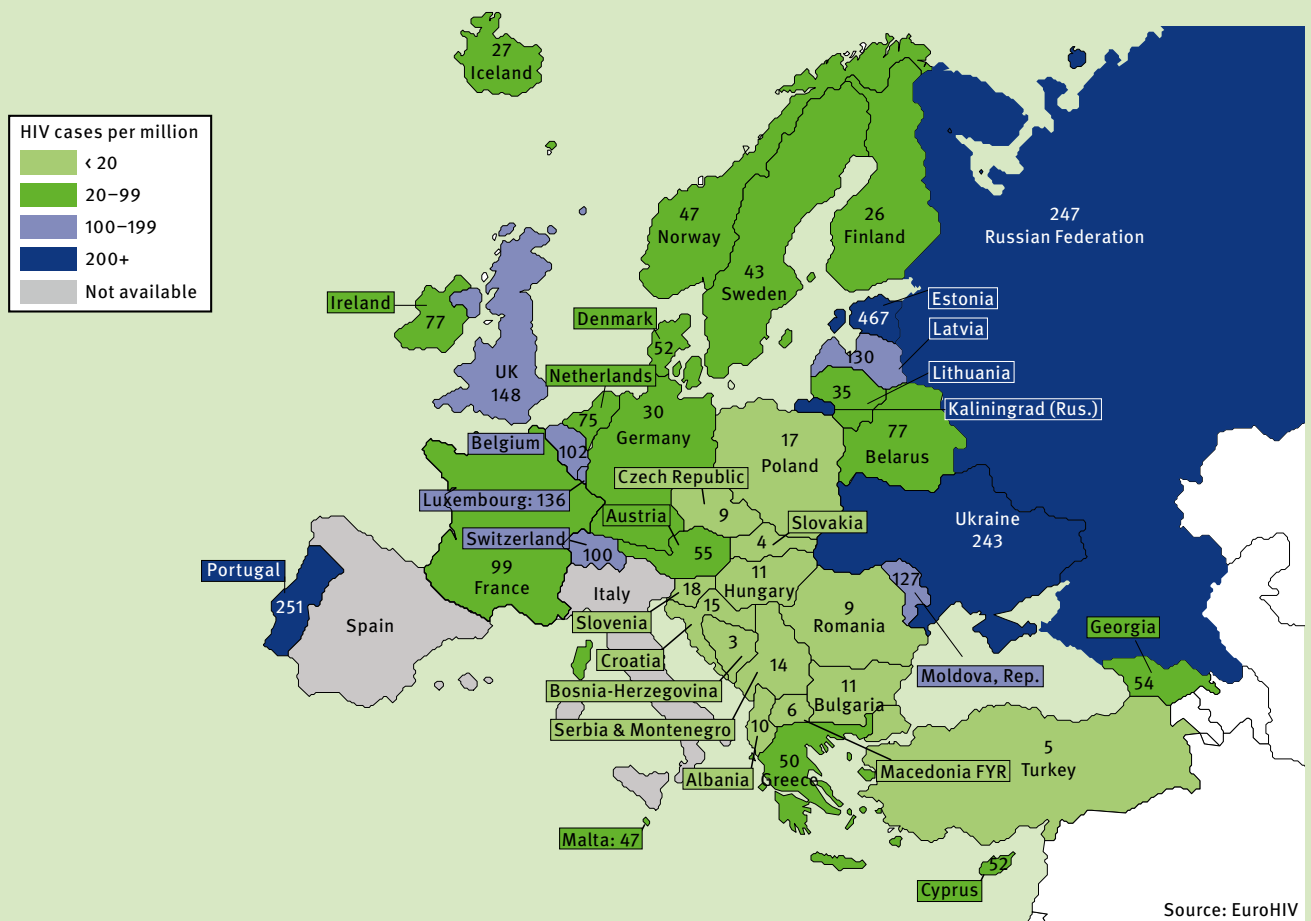 27
Iceland
HIV cases per million
‹ 20
20–99
100–199
200+
Not available
47
Norway
26
Finland
247
Russian Federation
43
Sweden
Ireland
77
Denmark
52
Estonia
467
Latvia
130
UK
148
Netherlands
75
Lithuania
35
Kaliningrad (Rus.)
30
Germany
Belgium
102
17
Poland
77
Belarus
Czech Republic
9
Luxembourg: 136
Austria
55
Slovakia
4
Ukraine
243
Switzerland
100
Portugal
251
99
France
Italy
Spain
11
Hungary
127
18
Slovenia
15
9
Romania
Georgia
54
Croatia
3
Bosnia-Herzegovina
14
Moldova, Rep.
11
Bulgaria
Serbia & Montenegro
6
10
5
Turkey
50
Greece
Albania
Macedonia FYR
Malta: 47
52
Cyprus
Source: EuroHIV